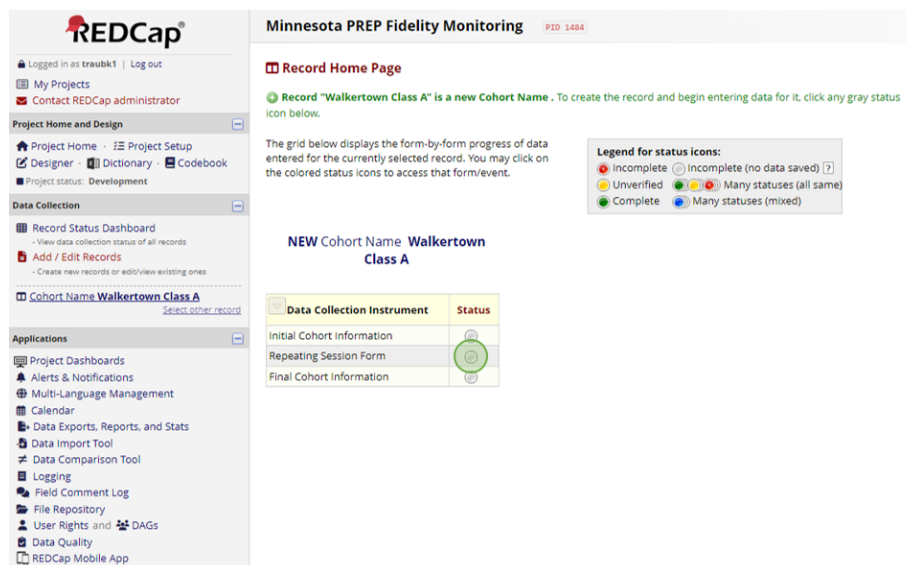 REDCap®
Logged in as traubk1 | Log out
My Projects
Contact REDCap administrator
Project Home and Design
Project Home · Project Setup
Designer · Dictionary · Codebook
Project status: Development
Data Collection
Record Status Dashboard
- View data collection status of all records
Add / Edit Records
- Create new records or edit/view existing ones
Cohort Name Walkertown Class A
Select other record
Applications
Project Dashboards
Alerts & Notifications
Multi-Language Management
Calendar
Data Exports, Reports, and Stats
Data Import Tool
Data Comparison Tool
Logging
Field Comment Log
File Repository
User Rights and DAGs
Data Quality
REDCap Mobile App
Minnesota PREP Fidelity Monitoring PID 1484
Record Home Page
Record "Walkertown Class A" is a new Cohort Name . To create the record and begin entering data for it, click any gray status
icon below.
The grid below displays the form-by-form progress of data
entered for the currently selected record. You may click on
the colored status icons to access that form/event.
Legend for status icons:
Incomplete Incomplete (no data saved) ?
Unverified Many statuses (all same)
Complete Many statuses (mixed)
NEW Cohort Name Walkertown
Class A
Data Collection Instrument Status
Initial Cohort Information
Repeating Session Form
Final Cohort Information